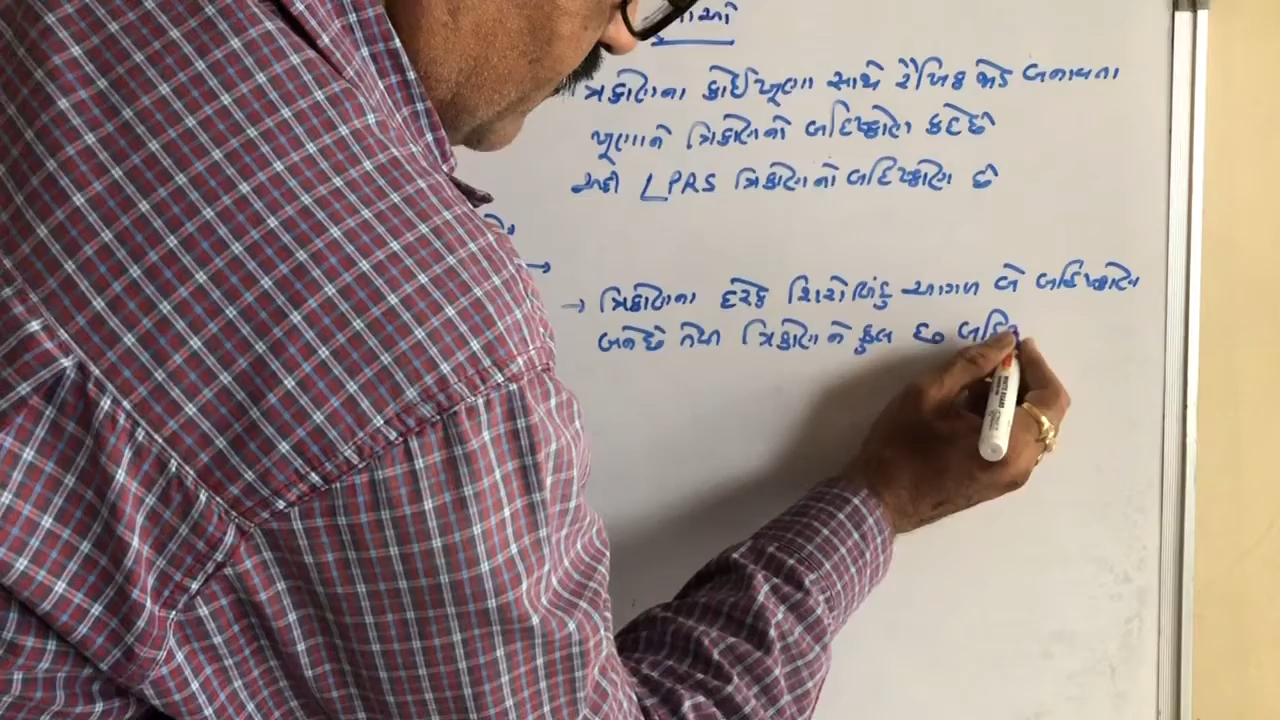 ત્રિકોણના કોઈ ખૂણા સાથે રૈખિક જોડ બનાવતા
ખૂણાને ત્રિકોણનો બહિષ્કોણ કહે છે
અહી ∠PRS ત્રિકોણનો બહિષ્કોણ છે
→ ત્રિકોણના દરેક શિરોબિંદુ આગળ બે બહિષ્કોણ
બને છે તેથી ત્રિકોણને કુલ છ